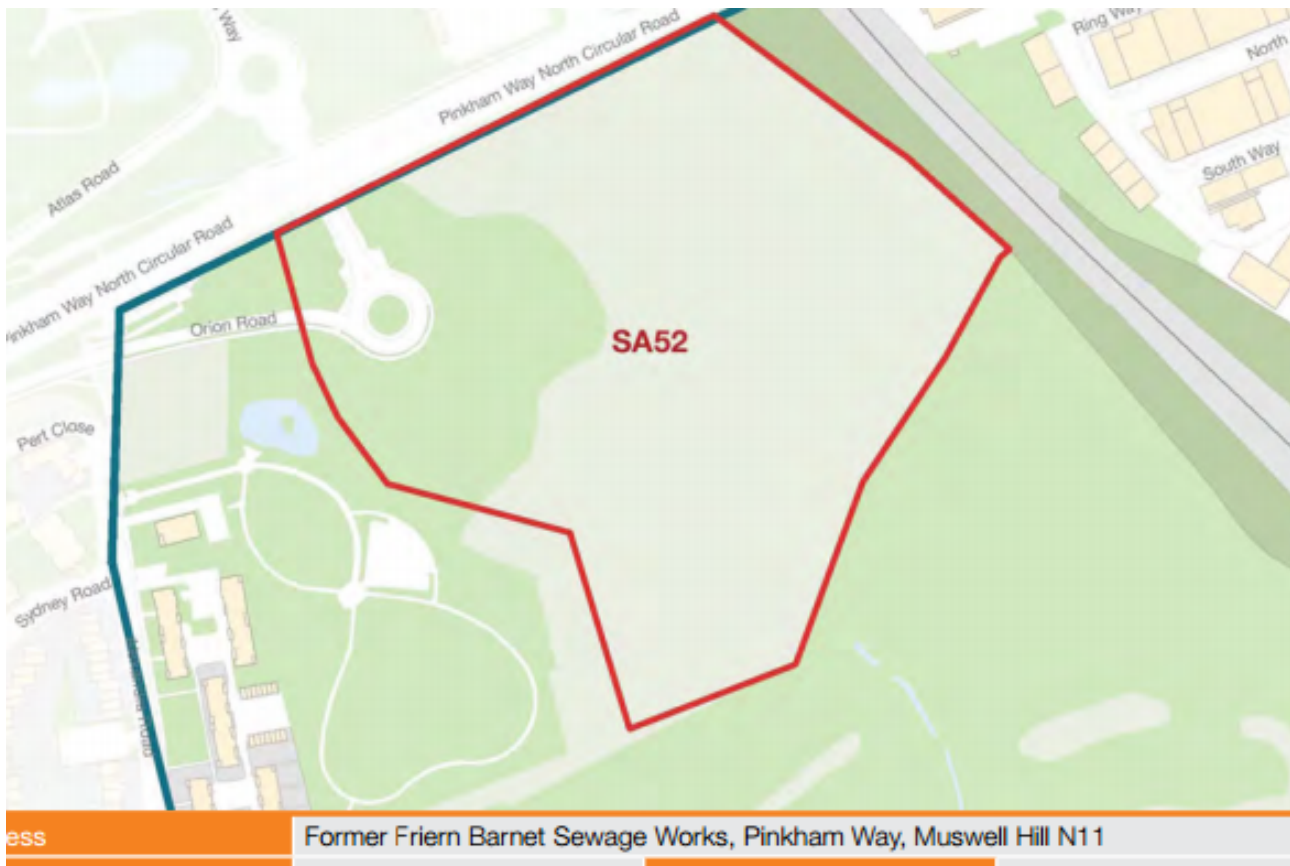 Way
Pinkham Way North Circular Road
Ring Way
North
South Way
Atlas Road
Pinkham Way North Circular Road
Orion Road
SA52
Pert Close
Sydney Road
Road
ess
Former Friern Barnet Sewage Works, Pinkham Way, Muswell Hill N11